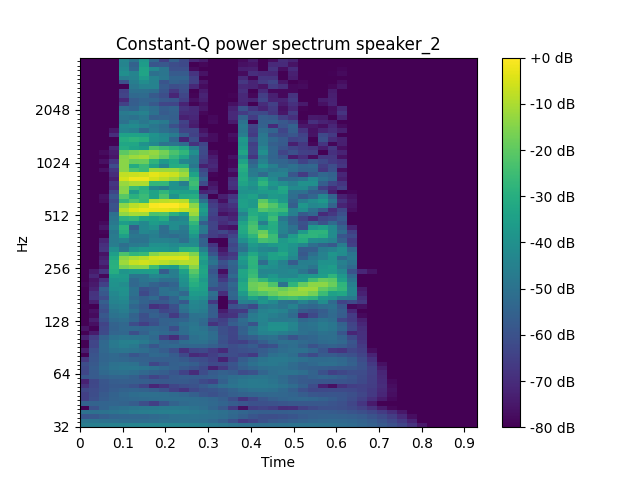 Constant-Q power spectrum speaker_2
Hz
2048
1024
512
256
128
64
32
0 0.1 0.2 0.3 0.4 0.5 0.6 0.7 0.8 0.9
Time
+0 dB
-10 dB
-20 dB
-30 dB
-40 dB
-50 dB
-60 dB
-70 dB
-80 dB